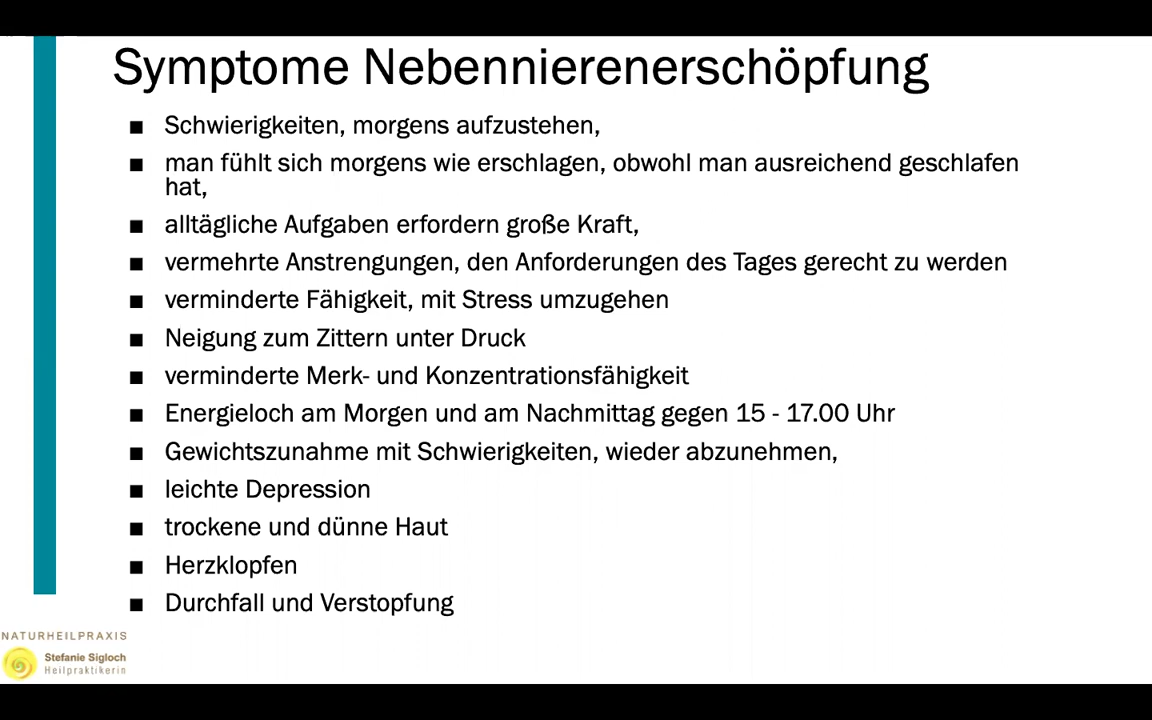 Symptome Nebennierenerschöpfung
■ Schwierigkeiten, morgens aufzustehen,
■ man fühlt sich morgens wie erschlagen, obwohl man ausreichend geschlafen
hat,
■ alltägliche Aufgaben erfordern große Kraft,
■ vermehrte Anstrengungen, den Anforderungen des Tages gerecht zu werden
■ verminderte Fähigkeit, mit Stress umzugehen
■ Neigung zum Zittern unter Druck
■ verminderte Merk- und Konzentrationsfähigkeit
■ Energieloch am Morgen und am Nachmittag gegen 15 - 17.00 Uhr
■ Gewichtszunahme mit Schwierigkeiten, wieder abzunehmen,
■ leichte Depression
■ trockene und dünne Haut
■ Herzklopfen
■ Durchfall und Verstopfung
NATURHEILPRAXIS
Stefanie Sigloch
Heilpraktikerin